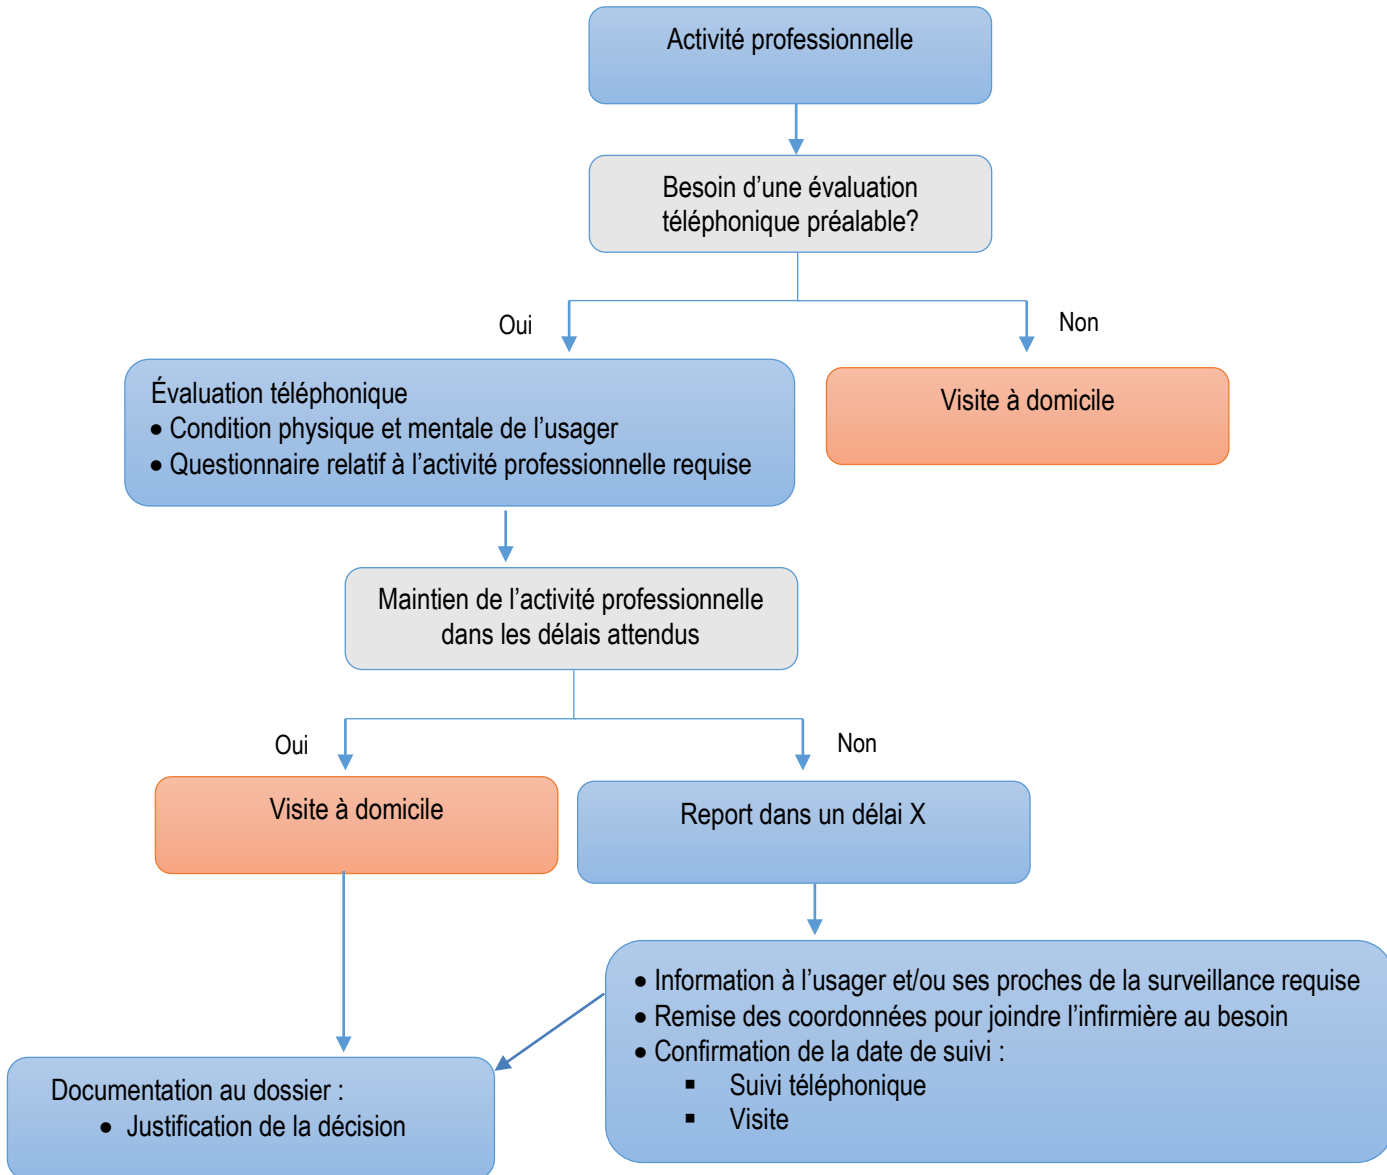 Activité professionnelle
Besoin d’une évaluation
téléphonique préalable?
Oui
Non
Évaluation téléphonique
• Condition physique et mentale de l’usager
• Questionnaire relatif à l’activité professionnelle requise
Visite à domicile
Maintien de l’activité professionnelle
dans les délais attendus
Oui
Non
Visite à domicile
Report dans un délai X
• Information à l’usager et/ou ses proches de la surveillance requise
• Remise des coordonnées pour joindre l’infirmière au besoin
• Confirmation de la date de suivi :
▪ Suivi téléphonique
▪ Visite
Documentation au dossier :
• Justification de la décision